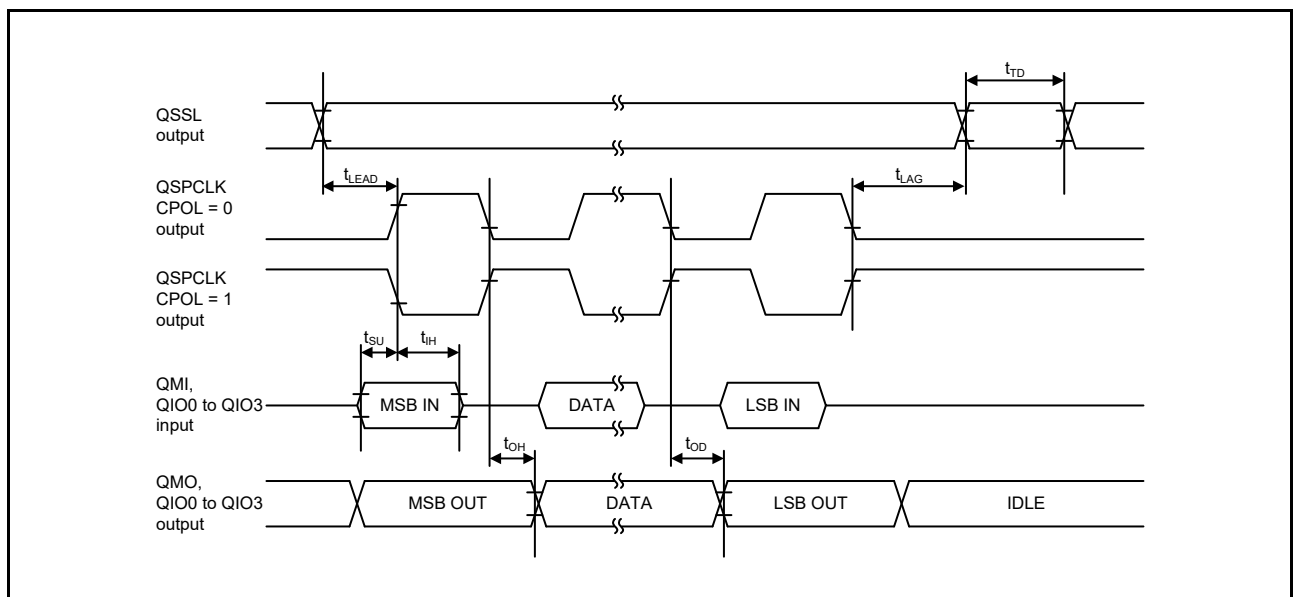 tTD
QSSL
output
tLEAD
tLAG
QSPCLK
CPOL = 0
output
QSPCLK
CPOL = 1
output
tSU
tIH
QMI,
QIO0 to QIO3
input
MSB IN
DATA
LSB IN
tOH
tOD
QMO,
QIO0 to QIO3
output
MSB OUT
DATA
LSB OUT
IDLE